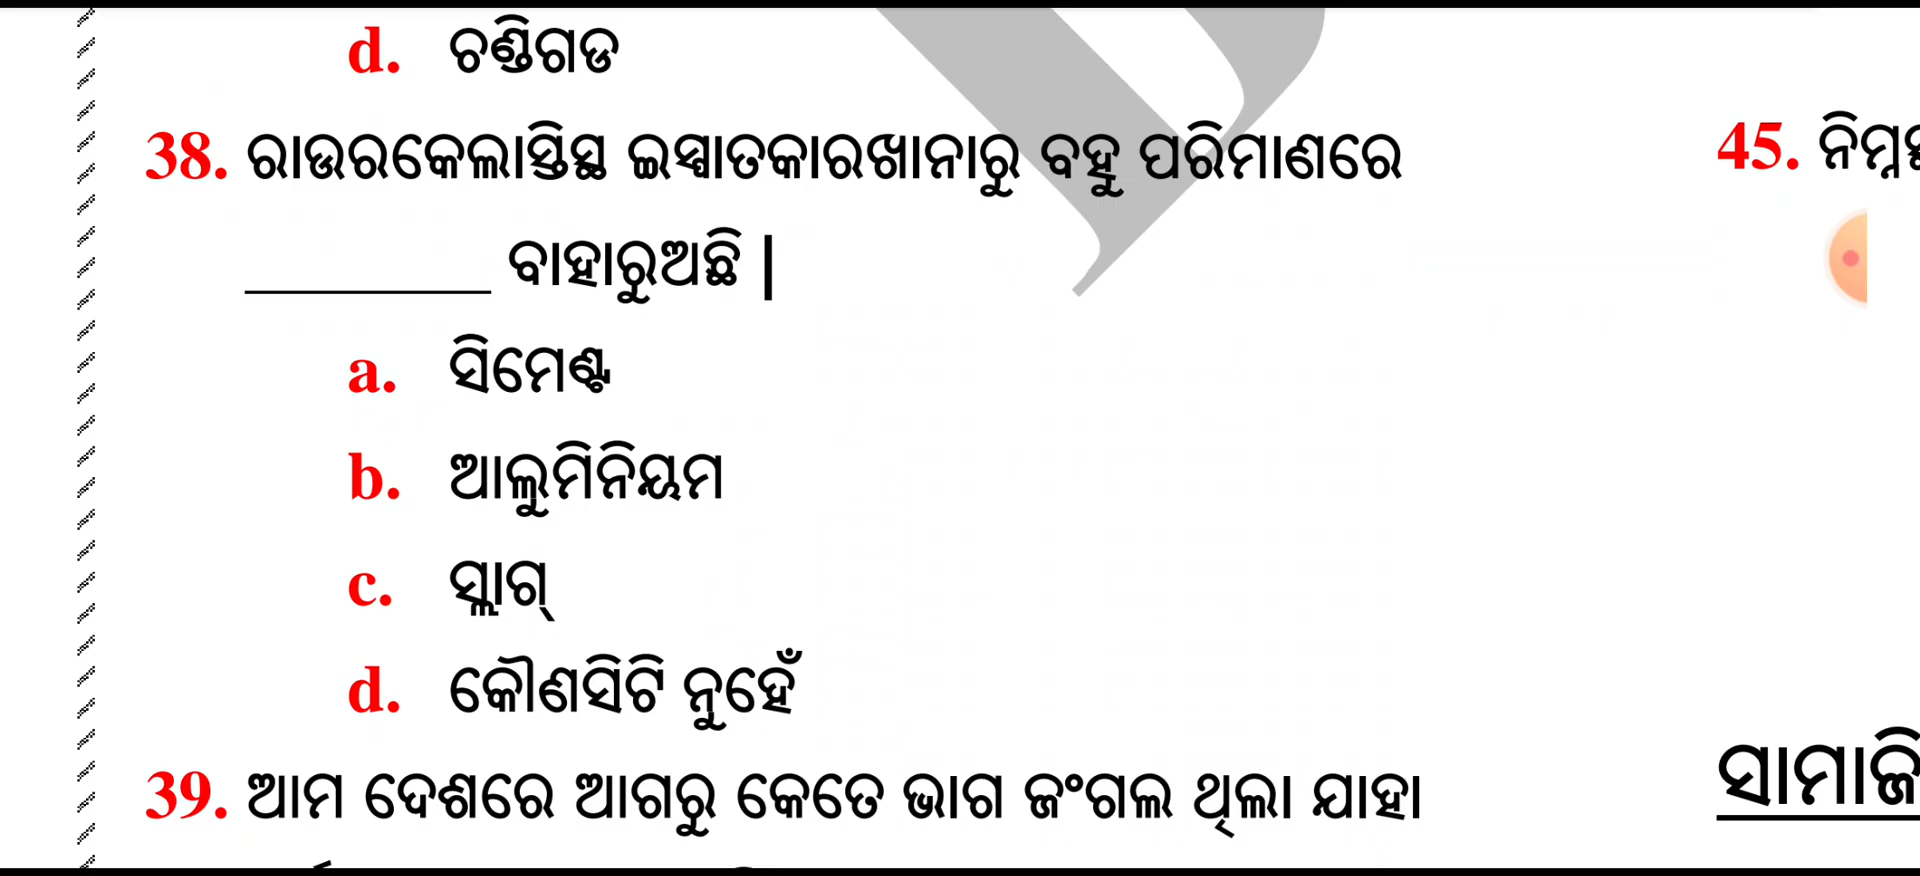 d. ଚଣ୍ଡିଗଡ
38. ରାଉରକେଲାସ୍ତିସ୍ଥ ଇସ୍ପାତକାରଖାନାରୁ ବହୁ ପରିମାଣରେ
________ ବାହାରୁଅଛି |
a. ସିମେଣ୍ଟ
b. ଆଲୁମିନିୟମ
c. ସ୍ଲାଗ୍
d. କୌଣସିଟି ନୁହେଁ
39. ଆମ ଦେଶରେ ଆଗରୁ କେତେ ଭାଗ ଜଂଗଲ ଥିଲା ଯାହା
45.